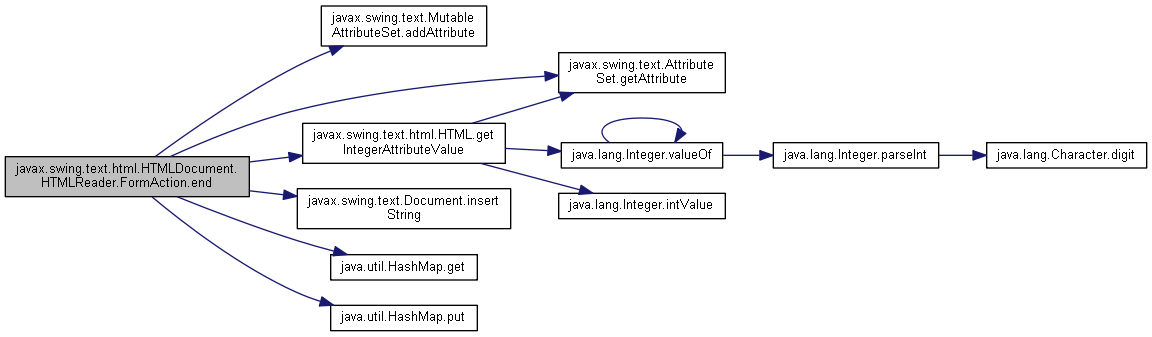 javax.swing.text.Mutable
AttributeSet.addAttribute
javax.swing.text.Attribute
Set.getAttribute
javax.swing.text.html.HTML.get
IntegerAttributeValue
java.lang.Integer.valueOf
java.lang.Integer.parseInt
java.lang.Character.digit
javax.swing.text.html.HTMLDocument.
HTMLReader.FormAction.end
javax.swing.text.Document.insert
String
java.lang.Integer.intValue
java.util.HashMap.get
java.util.HashMap.put